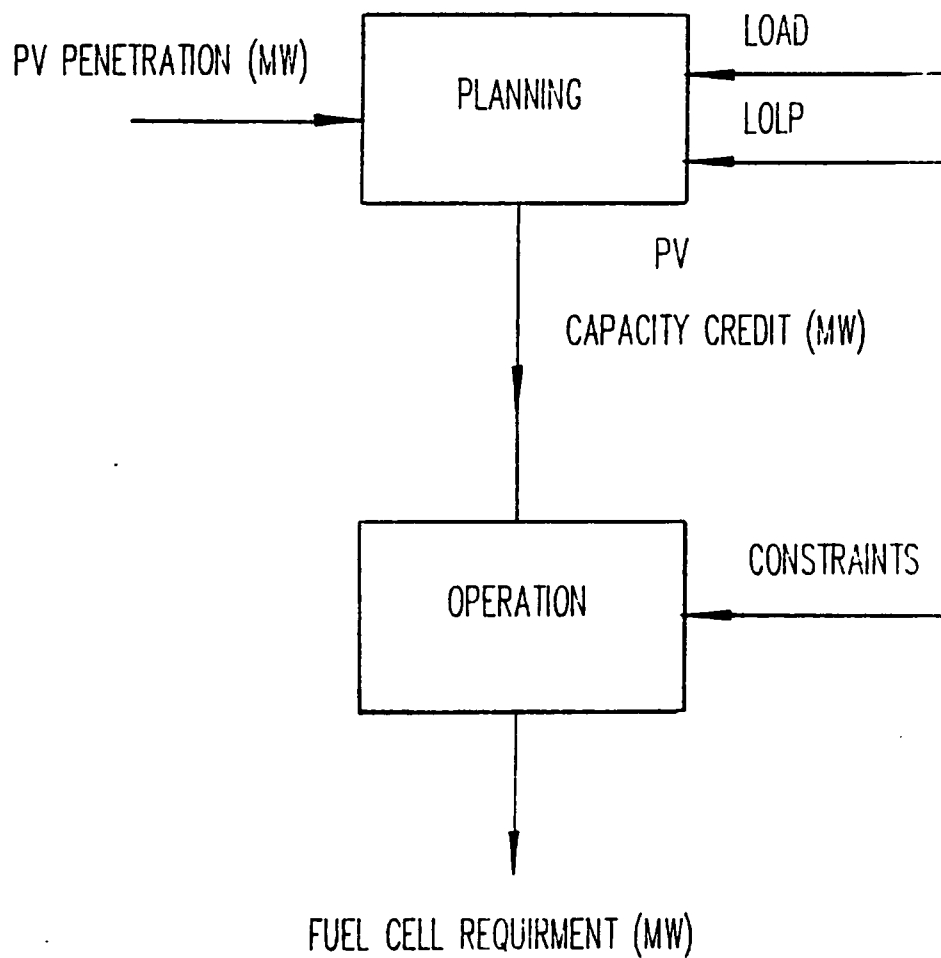 LOAD
PV PENETRATION (MW)
PLANNING
LOLP
PV
CAPACITY CREDIT (MW)
CONSTRAINTS
OPERATION
FUEL CELL REQUIRMENT (MW)